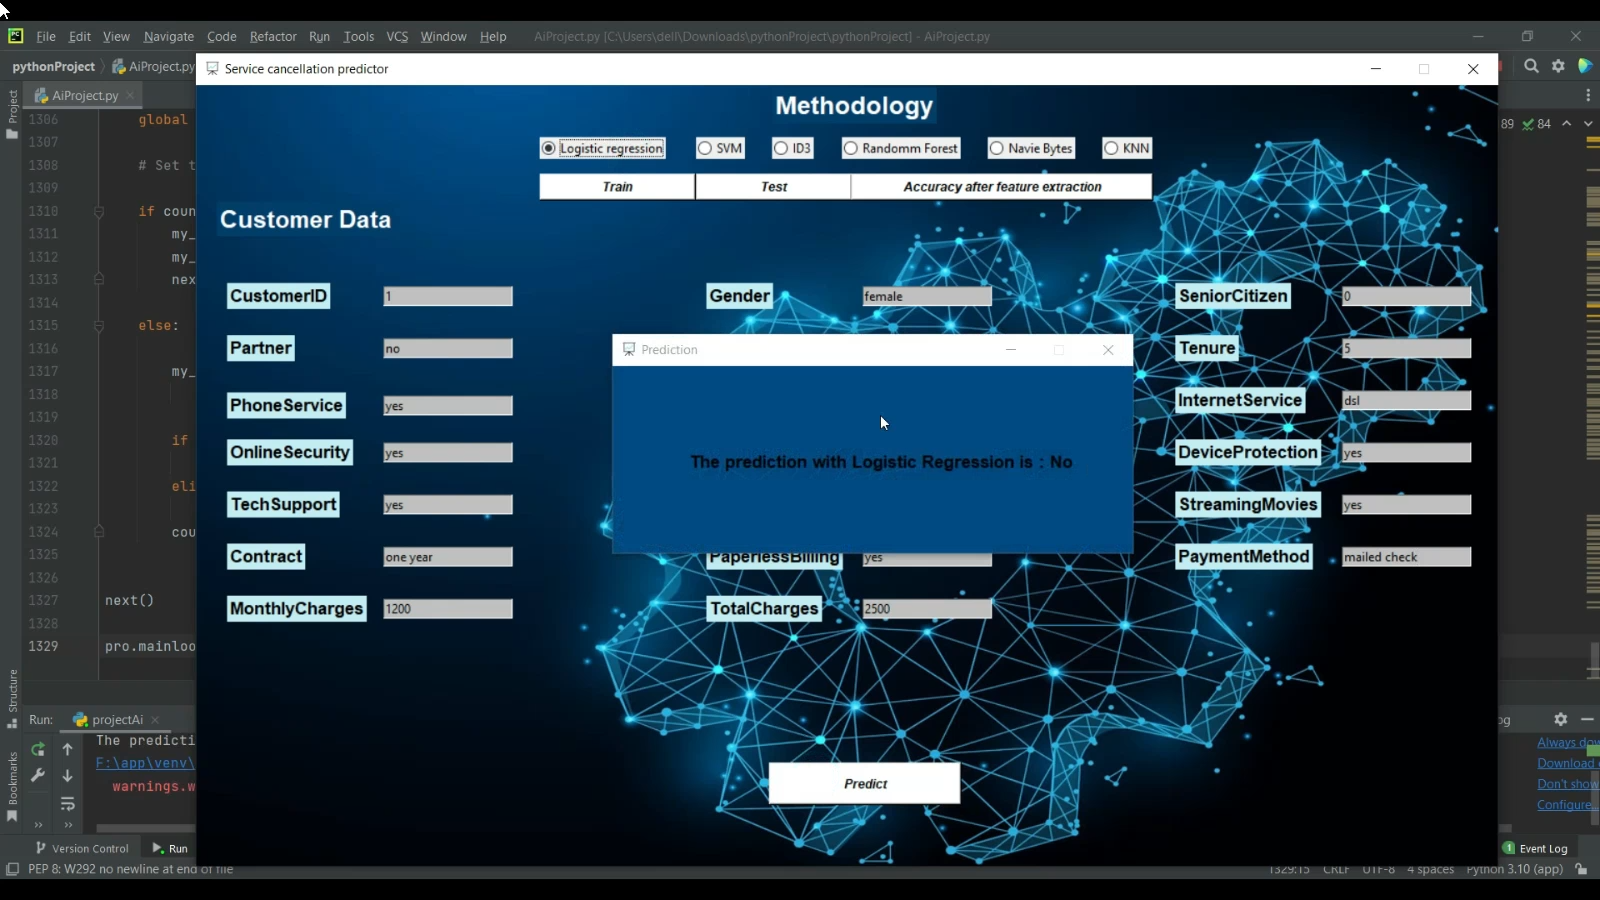 File Edit View Navigate Code Refactor Run Tools VCS Window Help AiProject.py [C:\Users\dell\Downloads\pythonProject\pythonProject] - AiProject.py
pythonProject AiProject.py
Service cancellation predictor
Project
AiProject.py
89 84
Methodology
Logistic regression SVM ID3 Randomm Forest Navie Bytes KNN
Train Test Accuracy after feature extraction
Customer Data
CustomerID 1 Gender female SeniorCitizen 0
Partner no Tenure 5
PhoneService yes InternetService dsl
OnlineSecurity yes DeviceProtection yes
TechSupport yes StreamingMovies yes
Contract one year PaperlessBilling yes PaymentMethod mailed check
MonthlyCharges 1200 TotalCharges 2500
Prediction
The prediction with Logistic Regression is : No
Predict
1306 global
1307
1308 # Set t
1309
1310 if coun
1311 my_
1312 my_
1313 nex
1314
1315 else:
1316
1317 my_
1318
1319
1320 if
1321
1322 eli
1323
1324 cou
1325
1326
1327 next()
1328
1329 pro.mainloo
Structure
Bookmarks
Run: projectAi
The predicti
F:\app\venv\
warnings.w
og
Always dow
Download
Don't show
Configure...
Version Control Run 1 Event Log
PEP 8: W292 no newline at end of file 1329:15 CRLF UTF-8 4 spaces Python 3.10 (app)